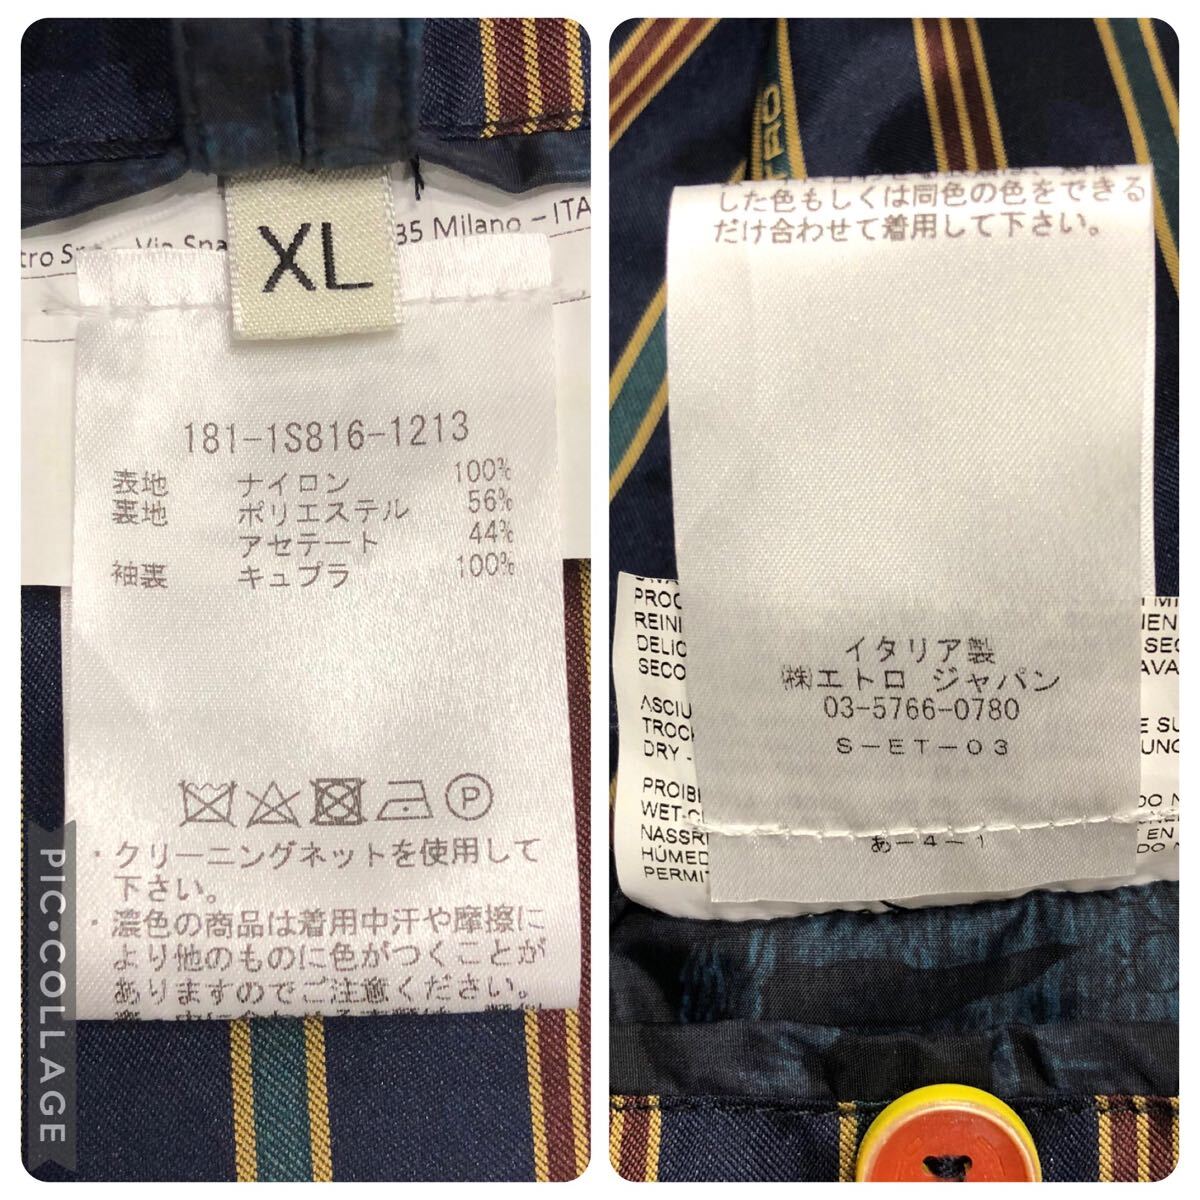 XL
35 Milano – ITA
181-1S816-1213
表地 ナイロン 100%
裏地 ポリエステル 56%
アセテート 44%
袖裏 キュプラ 100%
P
・クリーニングネットを使用して
下さい。
・濃色の商品は着用中汗や摩擦に
より他のものに色がつくことが
ありますのでご注意ください。
PIC•COLLAGE
した色もしくは同色の色をできる
だけ合わせて着用して下さい。
イタリア製
㈱エトロ ジャパン
03-5766-0780
S-ET-03
あ-4-1
PROC
REINI
DELIC
SECO
ASCIU
TROCK
DRY -
PROIBI
WET-C
NASSR
HÚMED
PERMIT